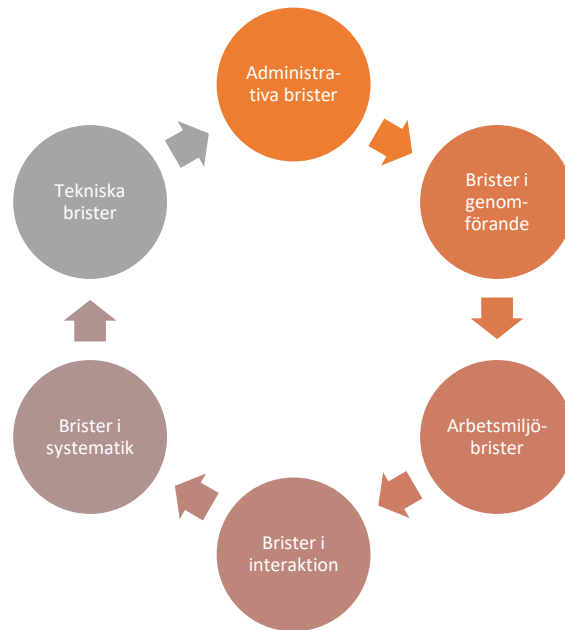 Administra-
tiva brister
Brister i
genom-
förande
Arbetsmiljö-
brister
Brister i
interaktion
Brister i
systematik
Tekniska
brister